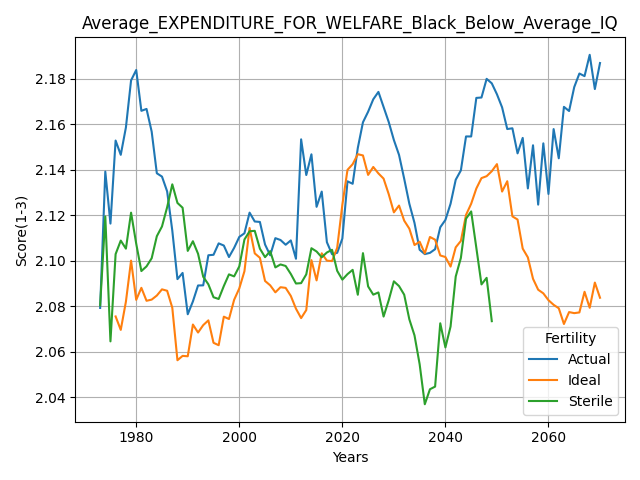 Average_EXPENDITURE_FOR_WELFARE_Black_Below_Average_IQ
Score(1-3)
2.18
2.16
2.14
2.12
2.10
2.08
2.06
2.04
Fertility
Actual
Ideal
Sterile
1980
2000
2020
2040
2060
Years